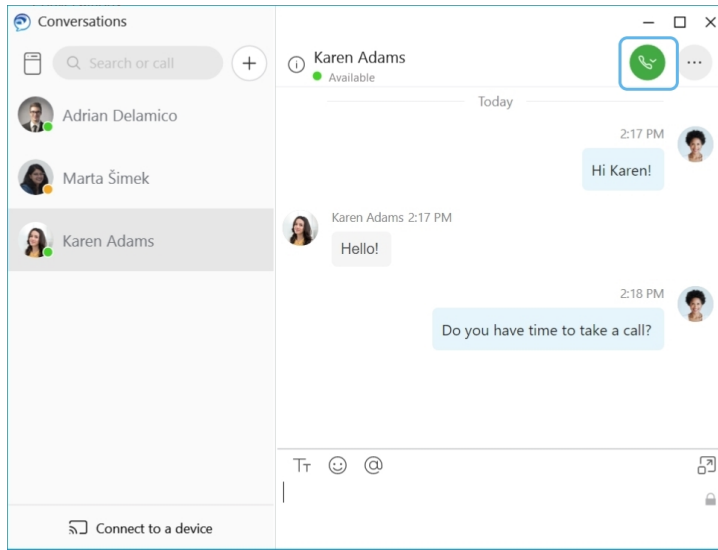 Conversations
Search or call
Adrian Delamico
Marta Šimek
Karen Adams
Connect to a device
Karen Adams
Available
Today
2:17 PM
Hi Karen!
Karen Adams 2:17 PM
Hello!
2:18 PM
Do you have time to take a call?